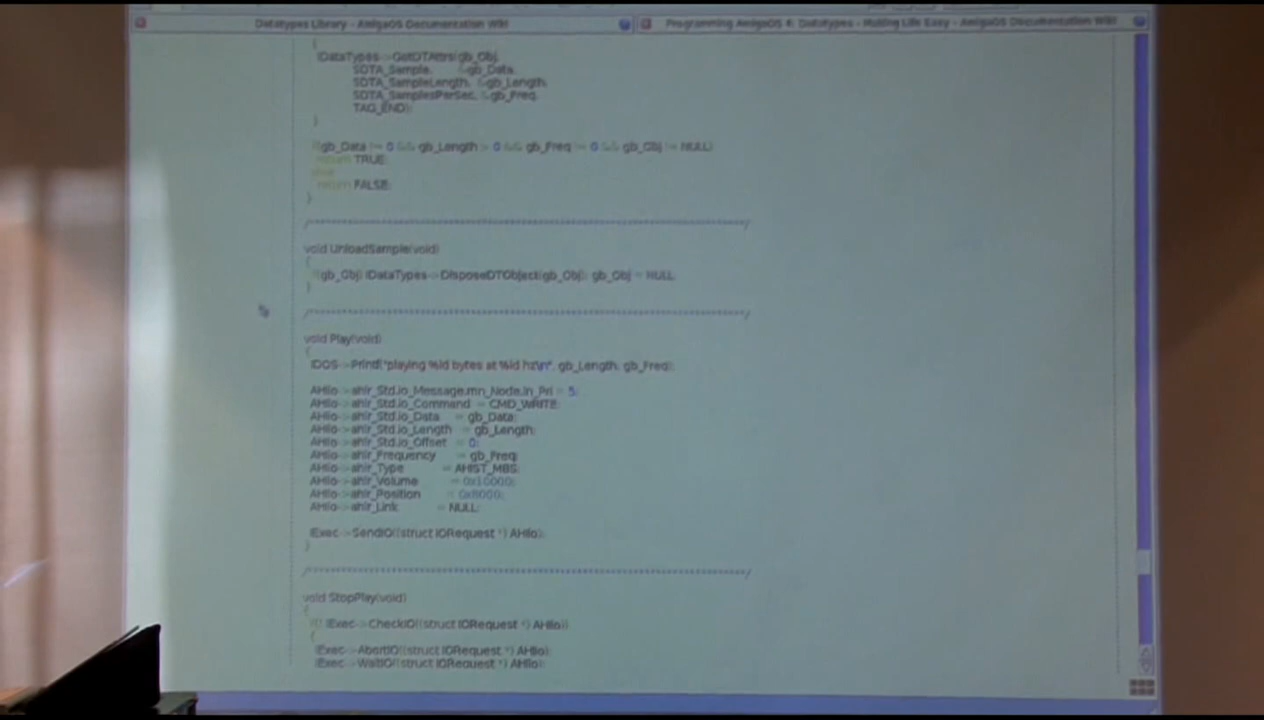 Datatypes Library - AmigaOS Documentation Wiki
Programming AmigaOS 4: Datatypes - Making Life Easy - AmigaOS Documentation Wiki
{
IDataTypes->GetDTAttrs(gb_Obj,
SDTA_Sample, &gb_Data,
SDTA_SampleLength, &gb_Length,
SDTA_SamplesPerSec, &gb_Freq,
TAG_END);
}
if(gb_Data != 0 && gb_Length > 0 && gb_Freq != 0 && gb_Obj != NULL)
return TRUE;
else
return FALSE;
}
void UnloadSample(void)
{
if(gb_Obj) IDataTypes->DisposeDTObject(gb_Obj); gb_Obj = NULL;
}
void Play(void)
{
IDOS->Printf("playing %ld bytes at %ld hz\n", gb_Length, gb_Freq);
AHIio->ahir_Std.io_Message.mn_Node.ln_Pri = 5;
AHIio->ahir_Std.io_Command = CMD_WRITE;
AHIio->ahir_Std.io_Data = gb_Data;
AHIio->ahir_Std.io_Length = gb_Length;
AHIio->ahir_Std.io_Offset = 0;
AHIio->ahir_Frequency = gb_Freq;
AHIio->ahir_Type = AHIST_M8S;
AHIio->ahir_Volume = 0x10000;
AHIio->ahir_Position = 0x8000;
AHIio->ahir_Link = NULL;
IExec->SendIO((struct IORequest *) AHIio);
}
void StopPlay(void)
{
if(! IExec->CheckIO((struct IORequest *) AHIio))
{
IExec->AbortIO((struct IORequest *) AHIio);
IExec->WaitIO((struct IORequest *) AHIio);